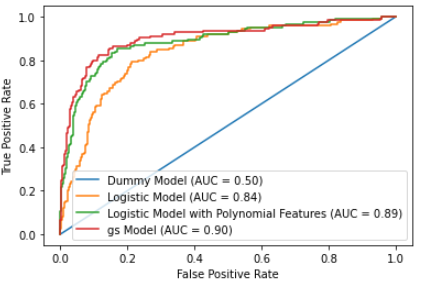 1.0
0.8
0.6
0.4
0.2
0.0
True Positive Rate
Dummy Model (AUC = 0.50)
Logistic Model (AUC = 0.84)
Logistic Model with Polynomial Features (AUC = 0.89)
gs Model (AUC = 0.90)
0.0 0.2 0.4 0.6 0.8 1.0
False Positive Rate